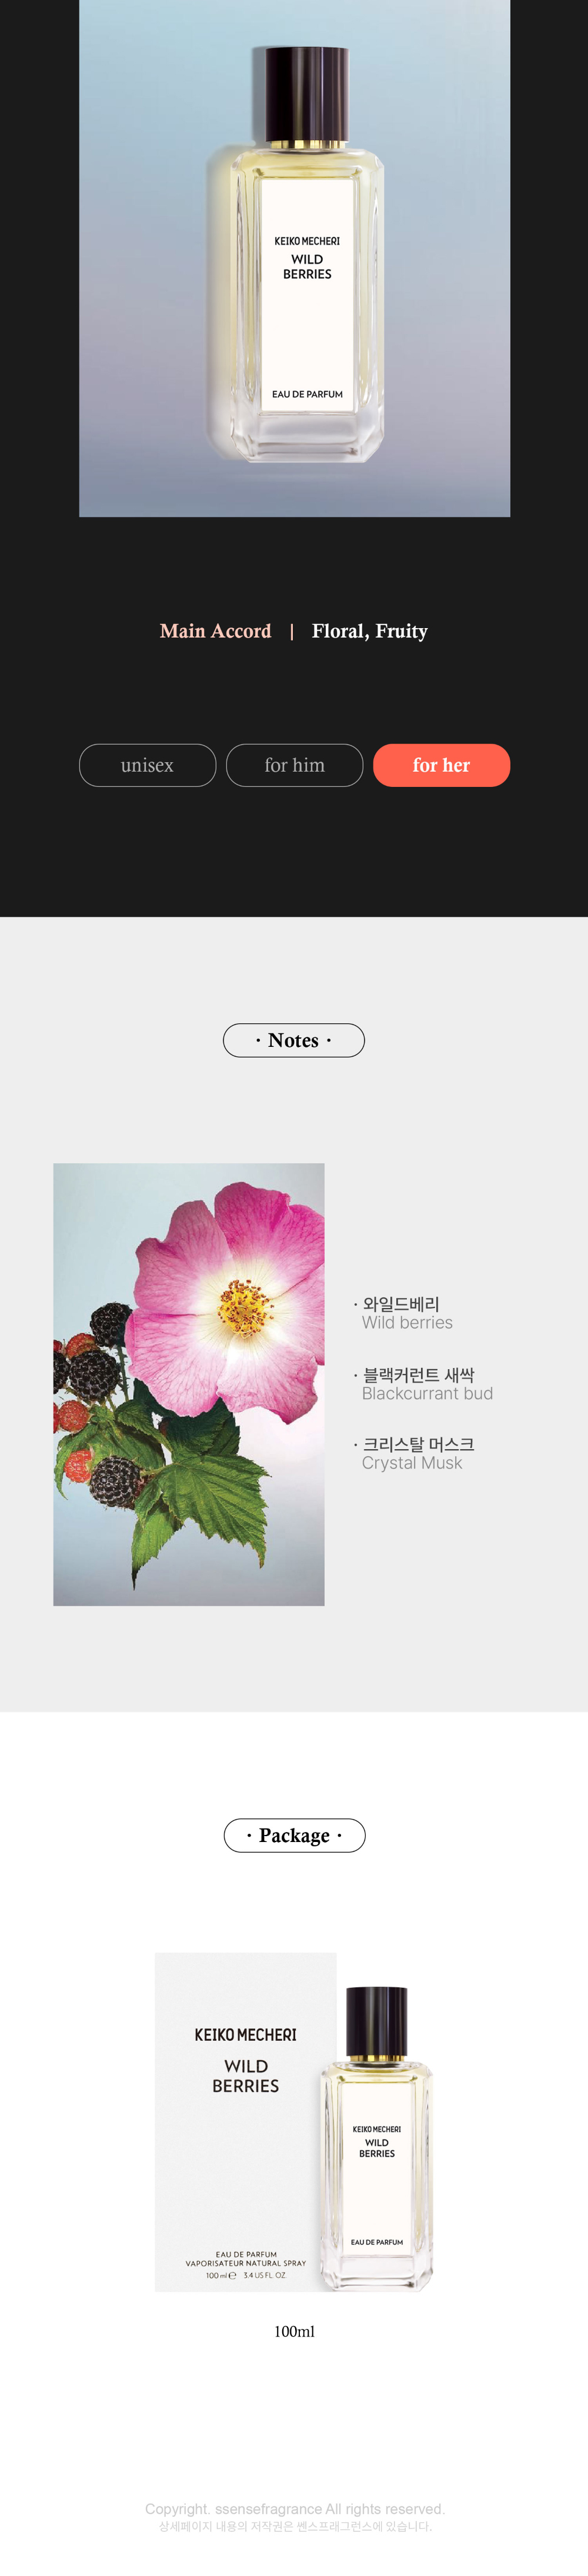 KEIKO MECHERI
WILD
BERRIES
EAU DE PARFUM
Main Accord | Floral, Fruity
unisex
for him
for her
· Notes ·
· 와일드베리
Wild berries
· 블랙커런트 새싹
Blackcurrant bud
· 크리스탈 머스크
Crystal Musk
· Package ·
KEIKO MECHERI
WILD
BERRIES
EAU DE PARFUM
VAPORISATEUR NATURAL SPRAY
100 ml ℮ 3.4 US FL OZ
KEIKO MECHERI
WILD
BERRIES
EAU DE PARFUM
100ml
Copyright. ssensefragrance All rights reserved.
상세페이지 내용의 저작권은 쎈스프래그런스에 있습니다.